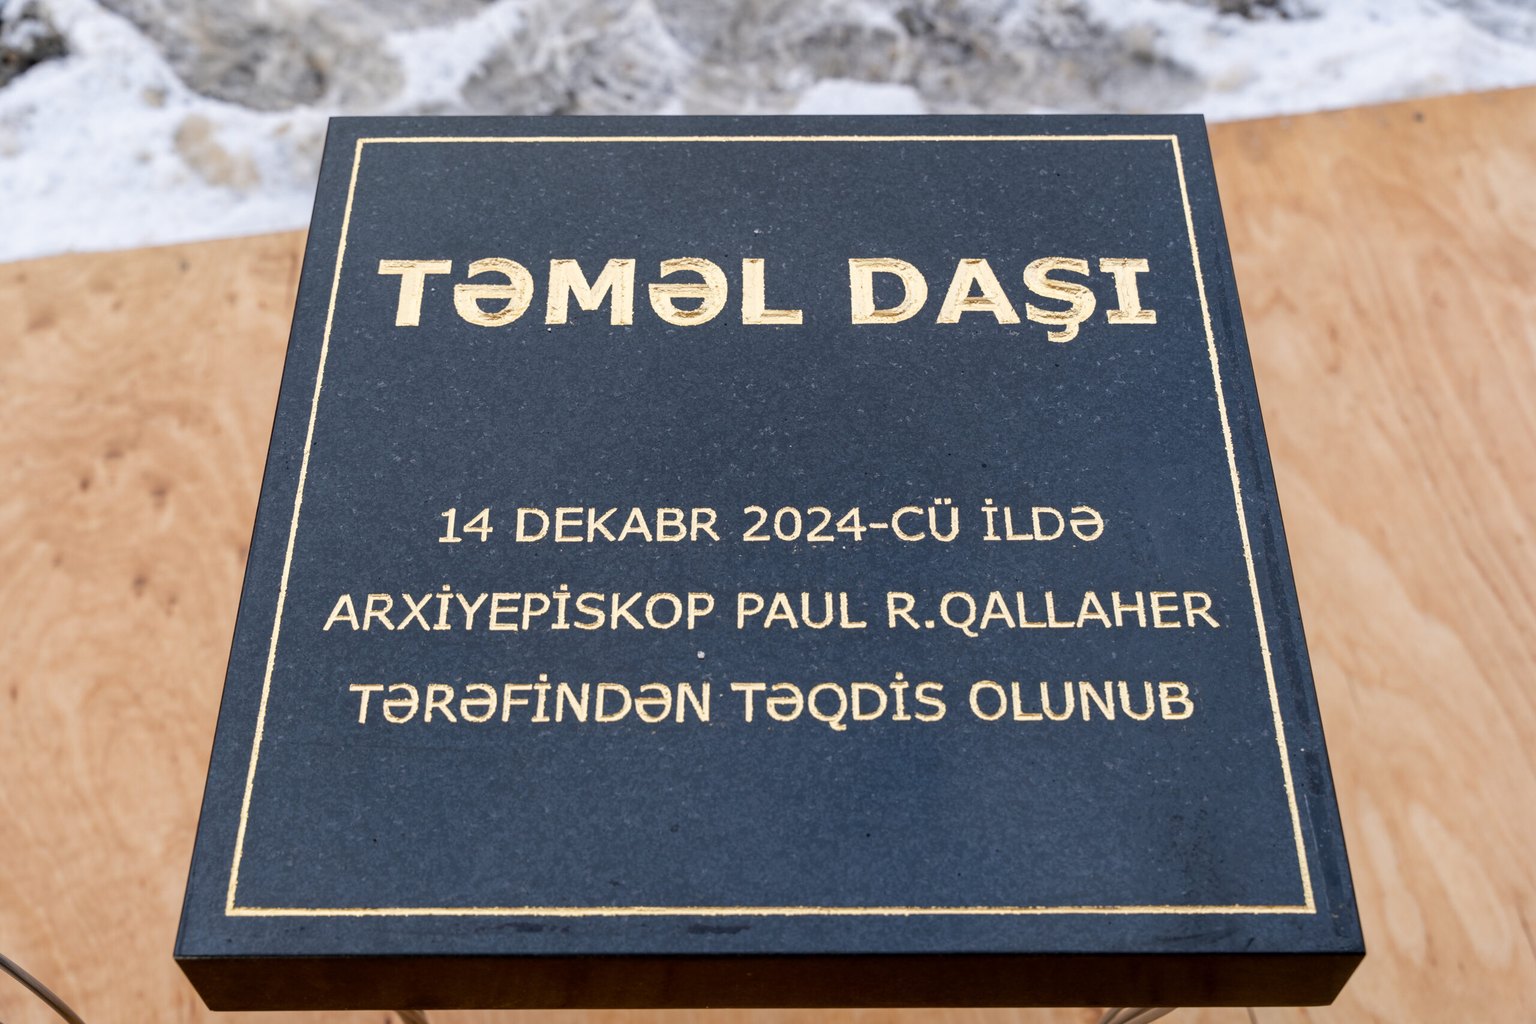 TƏMƏL DAŞI
14 DEKABR 2024-CÜ İLDƏ
ARXİYEPİSKOP PAUL R.QALLAHER
TƏRƏFİNDƏN TƏQDİS OLUNUB